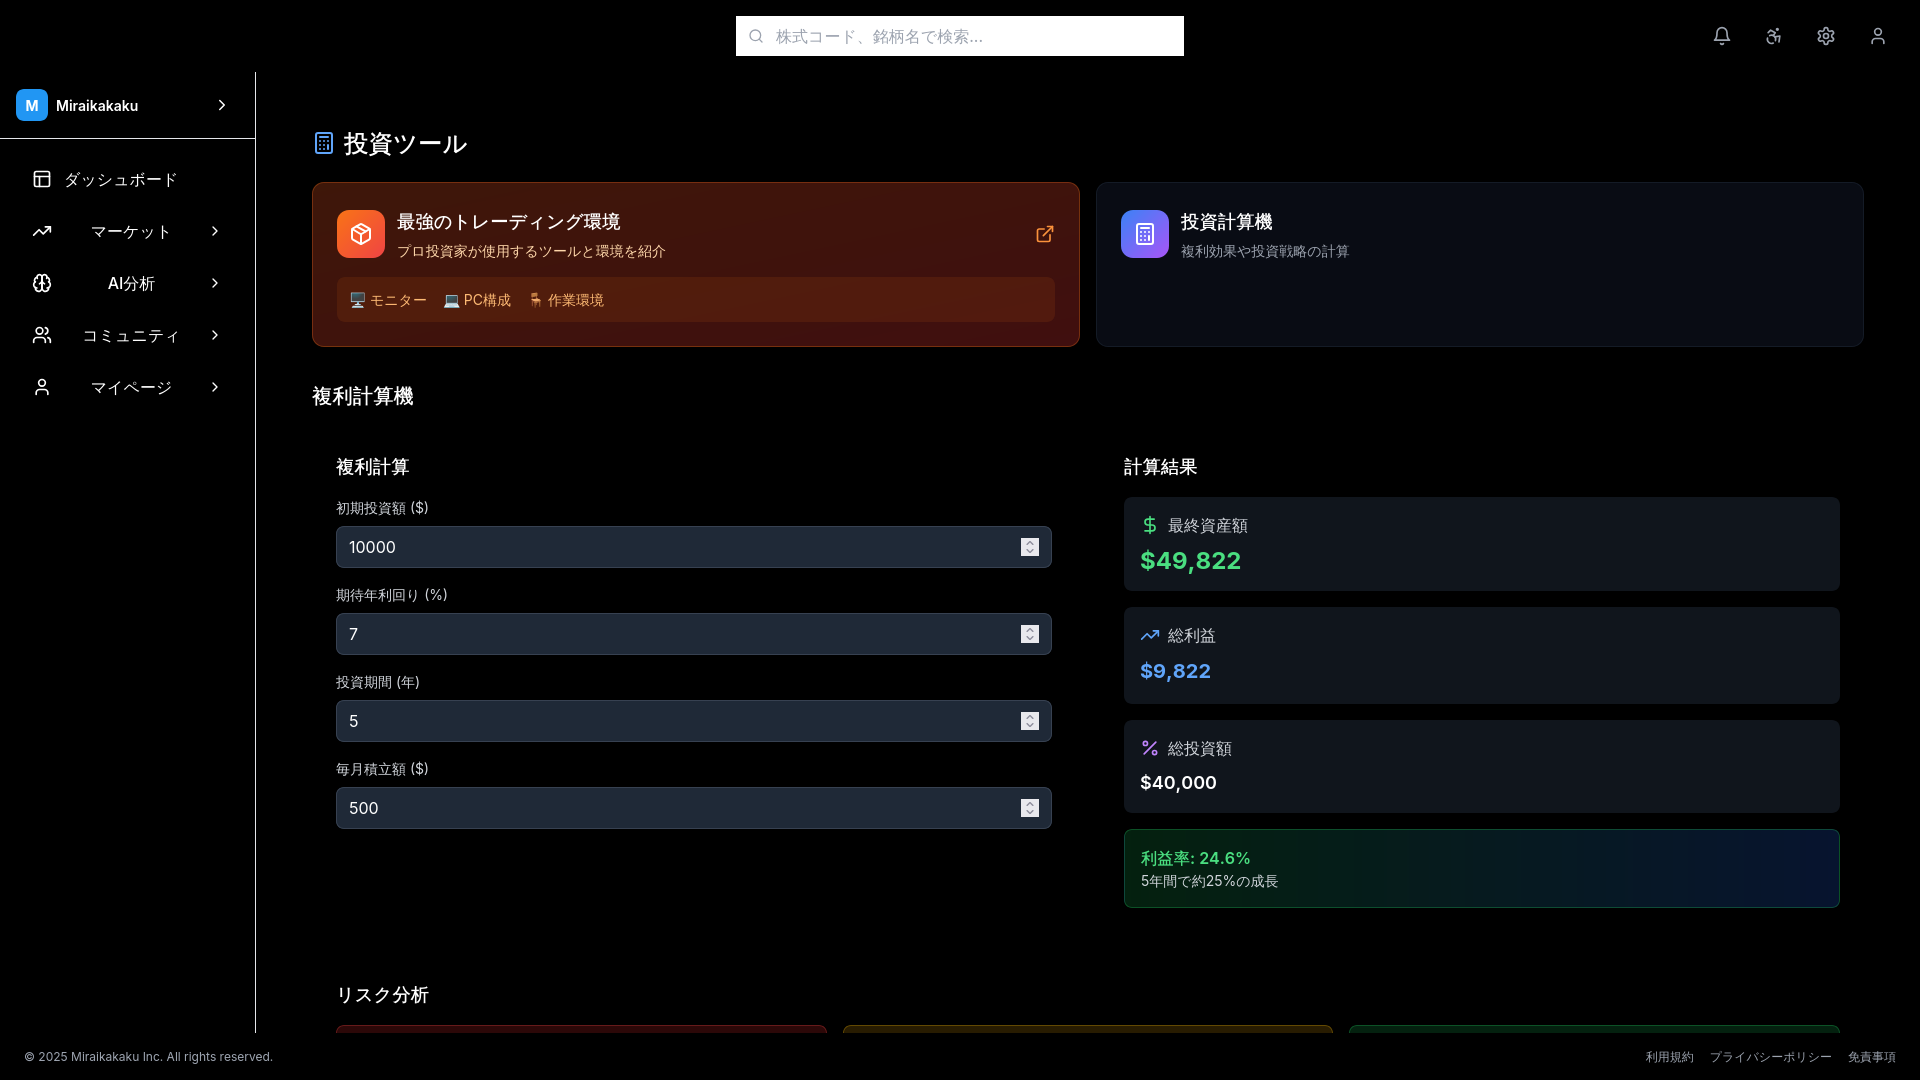 株式コード、銘柄名で検索...
M Miraikakaku
ダッシュボード
マーケット
AI分析
コミュニティ
マイページ
投資ツール
最強のトレーディング環境
プロ投資家が使用するツールと環境を紹介
🖥️ モニター 💻 PC構成 🪑 作業環境
投資計算機
複利効果や投資戦略の計算
複利計算機
複利計算
初期投資額 ($)
10000
期待年利回り (%)
7
投資期間 (年)
5
毎月積立額 ($)
500
計算結果
最終資産額
$49,822
総利益
$9,822
総投資額
$40,000
利益率: 24.6%
5年間で約25%の成長
リスク分析
© 2025 Miraikakaku Inc. All rights reserved.
利用規約 プライバシーポリシー 免責事項